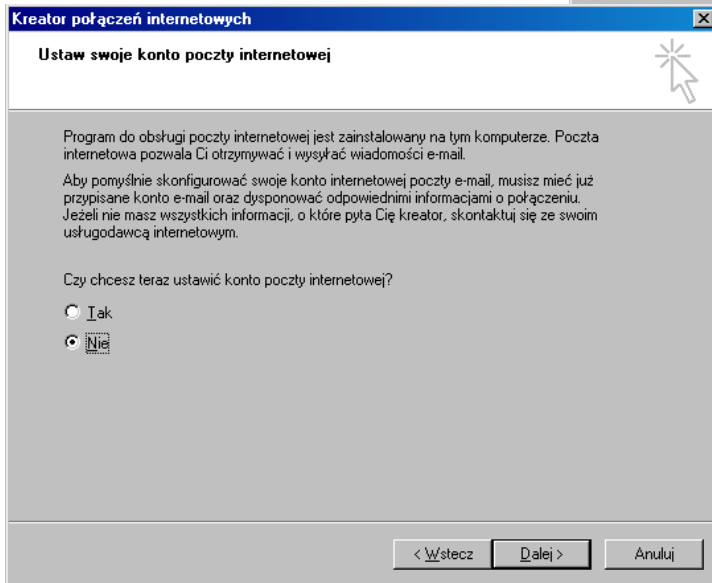 Kreator połączeń internetowych
Ustaw swoje konto poczty internetowej
Program do obsługi poczty internetowej jest zainstalowany na tym komputerze. Poczta
internetowa pozwala Ci otrzymywać i wysyłać wiadomości e-mail.
Aby pomyślnie skonfigurować swoje konto internetowej poczty e-mail, musisz mieć już
przypisane konto e-mail oraz dysponować odpowiednimi informacjami o połączeniu.
Jeżeli nie masz wszystkich informacji, o które pyta Cię kreator, skontaktuj się ze swoim
usługodawcą internetowym.
Czy chcesz teraz ustawić konto poczty internetowej?
Tak
Nie
< Wstecz Dalej > Anuluj